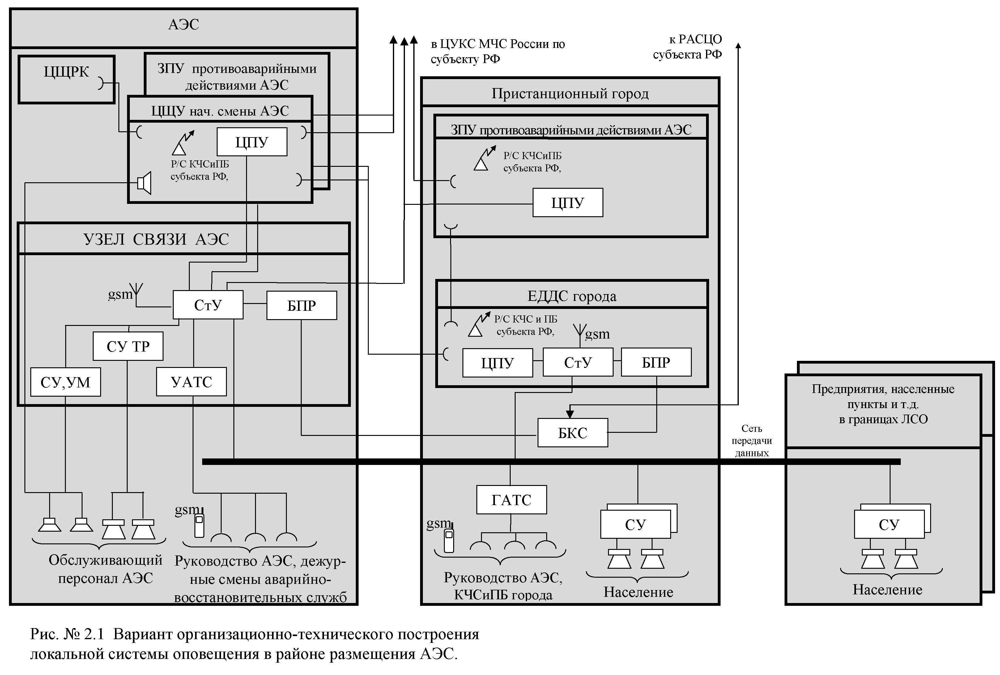 АЭС
ЦЩРК
ЗПУ противоаварийными
действиями АЭС
ЦЩУ нач. смены АЭС
ЦПУ
Р/С КЧСиПБ
субъекта РФ,
УЗЕЛ СВЯЗИ АЭС
gsm
СтУ
БПР
СУ ТР
СУ,УМ
УАТС
gsm
Обслуживающий
персонал АЭС
Руководство АЭС, дежур-
ные смены аварийно-
восстановительных служб
в ЦУКС МЧС России по
субъекту РФ
к РАСЦО
субъекта РФ
Пристанционный город
ЗПУ противоаварийными действиями АЭС
Р/С КЧСиПБ
субъекта РФ,
ЦПУ
ЕДДС города
Р/С КЧС и ПБ
субъекта РФ,
gsm
ЦПУ
СтУ
БПР
БКС
ГАТС
gsm
СУ
Руководство АЭС,
КЧСиПБ города
Население
Сеть
передачи
данных
Предприятия, населенные
пункты и т.д.
в границах ЛСО
СУ
Население
Рис. № 2.1 Вариант организационно-технического построения
локальной системы оповещения в районе размещения АЭС.